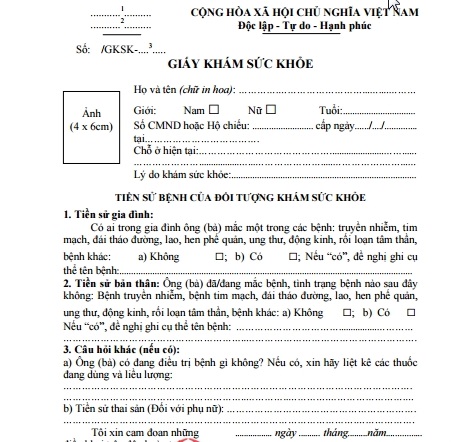 .............1 CỘNG HÒA XÃ HỘI CHỦ NGHĨA VIỆT NAM
.............2 Độc lập - Tự do - Hạnh phúc
Số: /GKSK-....3.....
GIẤY KHÁM SỨC KHỎE
Họ và tên (chữ in hoa): ............................................................
Ảnh
(4 x 6cm)
Giới: Nam □ Nữ □ Tuổi:.........................
Số CMND hoặc Hộ chiếu: ........................ cấp ngày...../..../............
tại..............................
Chỗ ở hiện tại:..................................................................
.........................................................................................
Lý do khám sức khỏe:.......................................................
TIỀN SỬ BỆNH CỦA ĐỐI TƯỢNG KHÁM SỨC KHỎE
1. Tiền sử gia đình:
Có ai trong gia đình ông (bà) mắc một trong các bệnh: truyền nhiễm, tim
mạch, đái tháo đường, lao, hen phế quản, ung thư, động kinh, rối loạn tâm thần,
bệnh khác: a) Không □; b) Có □; Nếu “có”, đề nghị ghi cụ
thể tên bệnh:..........................................................................................
2. Tiền sử bản thân: Ông (bà) đã/đang mắc bệnh, tình trạng bệnh nào sau đây
không: Bệnh truyền nhiễm, bệnh tim mạch, đái tháo đường, lao, hen phế quản,
ung thư, động kinh, rối loạn tâm thần, bệnh khác: a) Không □; b) Có □
Nếu “có”, đề nghị ghi cụ thể tên bệnh: ...................................................
.........................................................................................
3. Câu hỏi khác (nếu có):
a) Ông (bà) có đang điều trị bệnh gì không? Nếu có, xin hãy liệt kê các thuốc
đang dùng và liều lượng:
.........................................................................................
.........................................................................................
b) Tiền sử thai sản (Đối với phụ nữ): ....................................................
.........................................................................................
Tôi xin cam đoan những ................ ngày ......... tháng.........năm...............